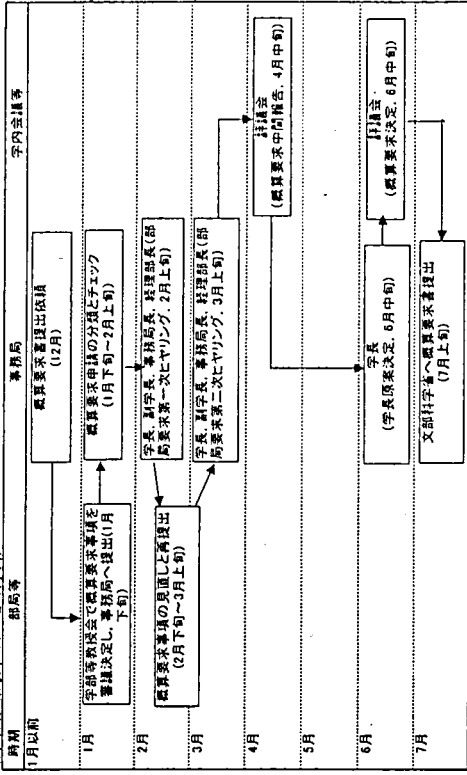 時期
部局等
事務局
学内会議等
1月以前
概算要求書提出依頼
(12月)
1月
学部等教授会で概算要求事項を
審議決定し、事務局へ提出(1月
下旬)
概算要求申請の分類とチェック
(1月下旬～2月上旬)
2月
学長、副学長、事務局長、経理部長(部
局要求第一次ヒヤリング、2月上旬)
概算要求事項の見直しと再提出
(2月下旬～3月上旬)
3月
学長、副学長、事務局長、経理部長(部
局要求第二次ヒヤリング、3月上旬)
4月
評議会
(概算要求中間報告、4月中旬)
5月
6月
学長
(学長原案決定、6月中旬)
評議会
(概算要求決定、6月中旬)
7月
文部科学省へ概算要求書提出
(7月上旬)